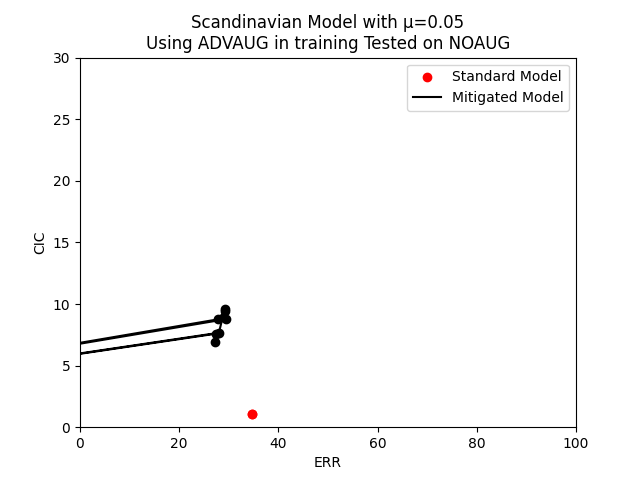 Scandinavian Model with μ=0.05
Using ADVAUG in training Tested on NOAUG
Standard Model
Mitigated Model
30
25
20
15
10
5
0
CIC
0 20 40 60 80 100
ERR